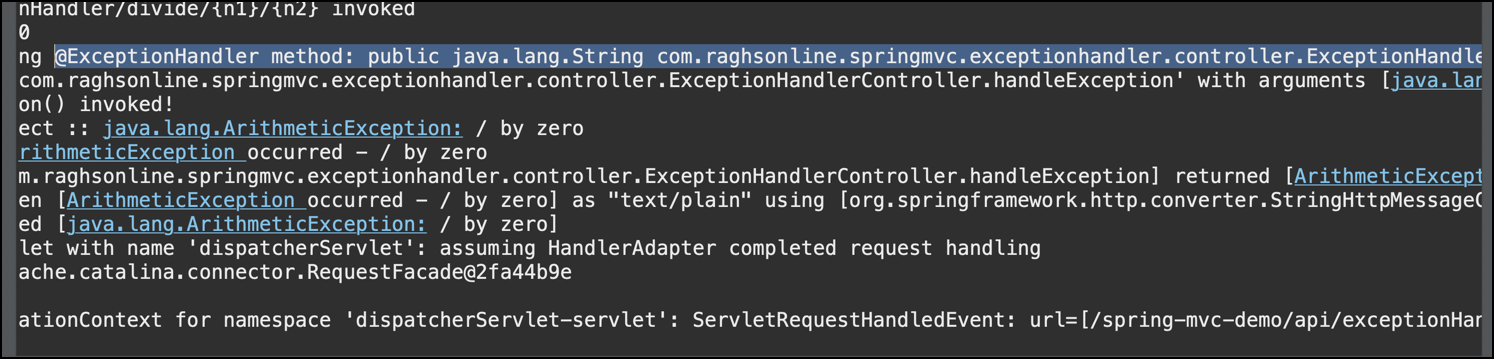 nHandler/divide/{n1}/{n2} invoked
0
ng @ExceptionHandler method: public java.lang.String com.raghsonline.springmvc.exceptionhandler.controller.ExceptionHandle
com.raghsonline.springmvc.exceptionhandler.controller.ExceptionHandlerController.handleException' with arguments [java.lan
on() invoked!
ect :: java.lang.ArithmeticException: / by zero
rithmeticException occurred - / by zero
m.raghsonline.springmvc.exceptionhandler.controller.ExceptionHandlerController.handleException] returned [ArithmeticExcept
en [ArithmeticException occurred - / by zero] as "text/plain" using [org.springframework.http.converter.StringHttpMessageC
ed [java.lang.ArithmeticException: / by zero]
let with name 'dispatcherServlet': assuming HandlerAdapter completed request handling
ache.catalina.connector.RequestFacade@2fa44b9e
ationContext for namespace 'dispatcherServlet-servlet': ServletRequestHandledEvent: url=[/spring-mvc-demo/api/exceptionHan